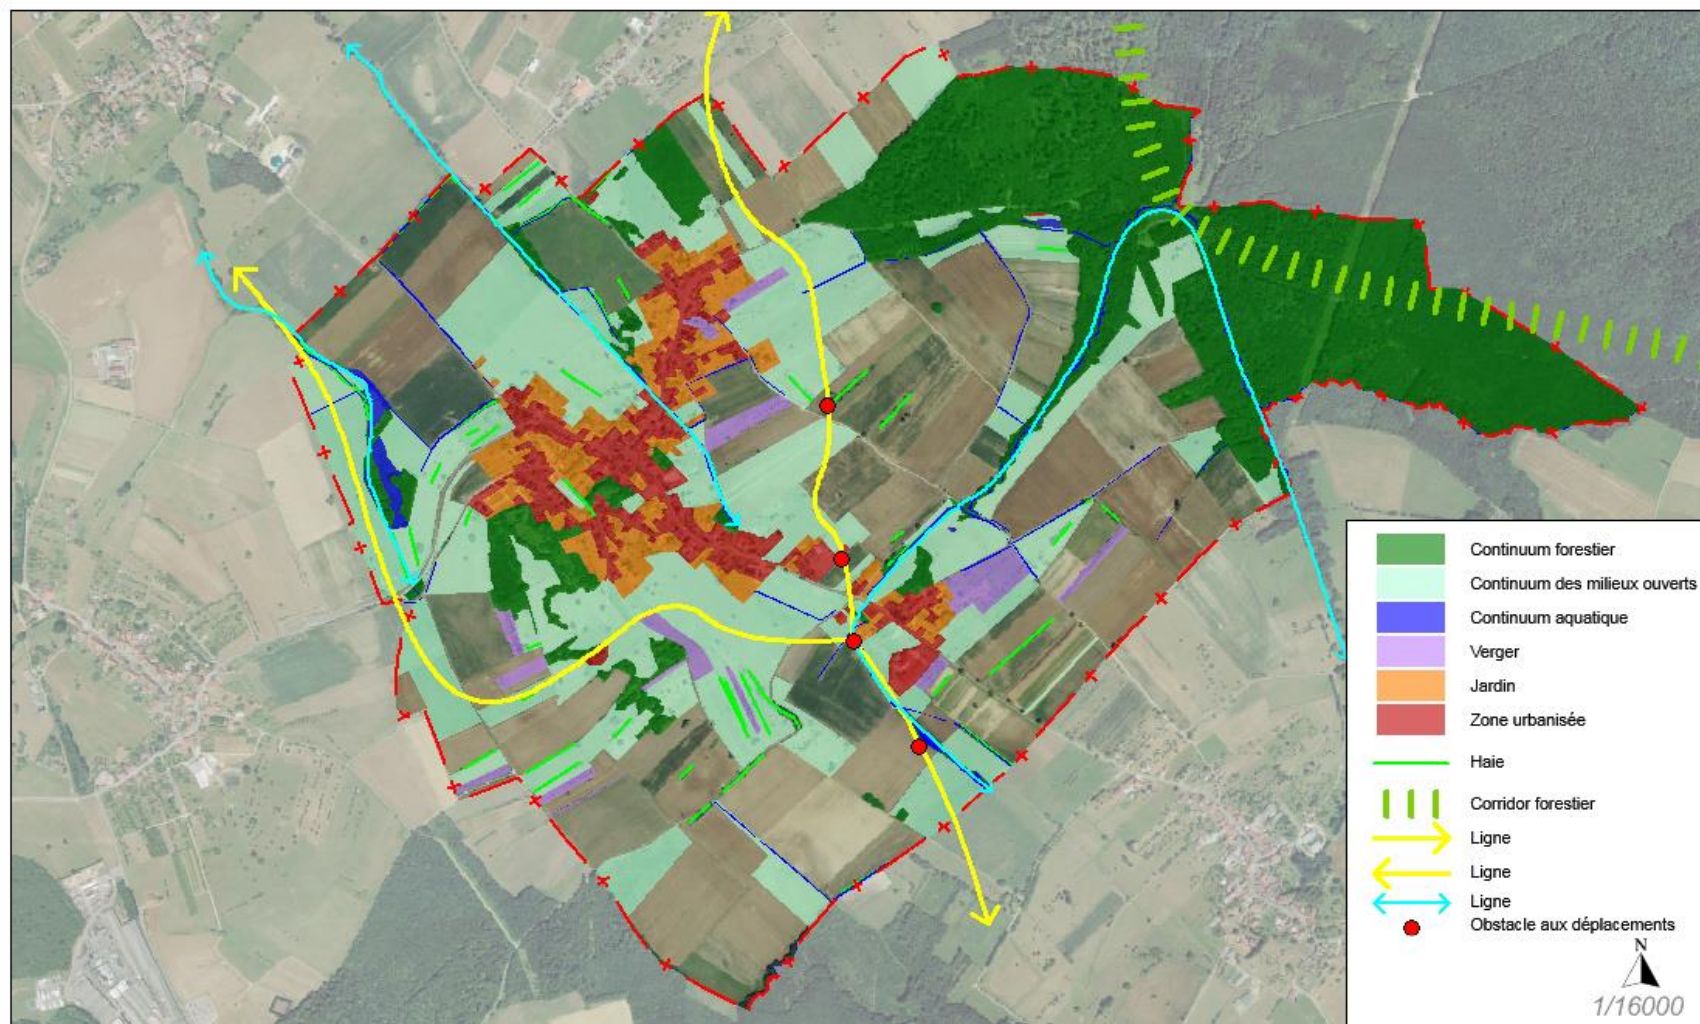 Continuum forestier
Continuum des milieux ouverts
Continuum aquatique
Verger
Jardin
Zone urbanisée
Haie
Corridor forestier
Ligne
Ligne
Ligne
Obstacle aux déplacements
N
1/16000